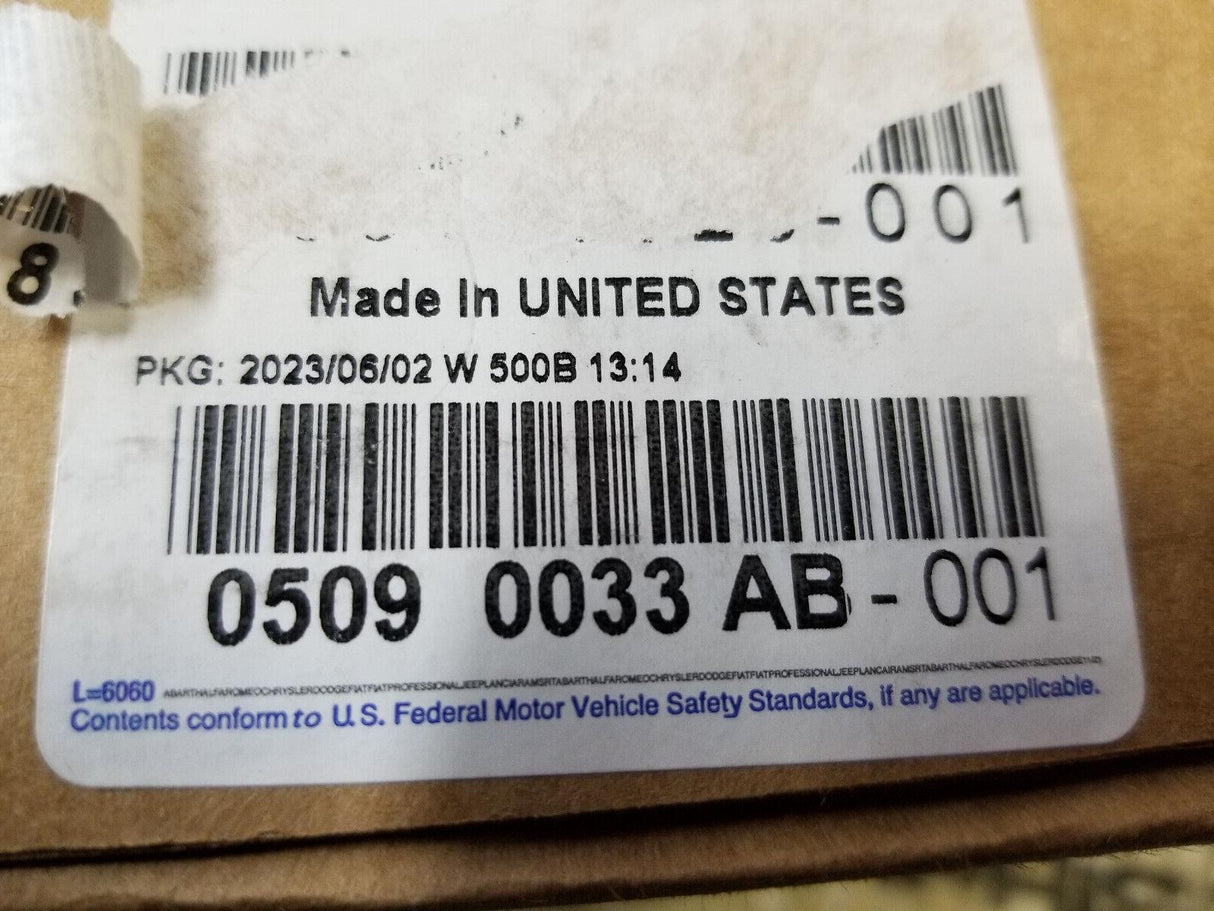 -001
8
Made In UNITED STATES
PKG: 2023/06/02 W 500B 13:14
0509 0033 AB - 001
L=6060
Contents conform to U.S. Federal Motor Vehicle Safety Standards, if any are applicable.